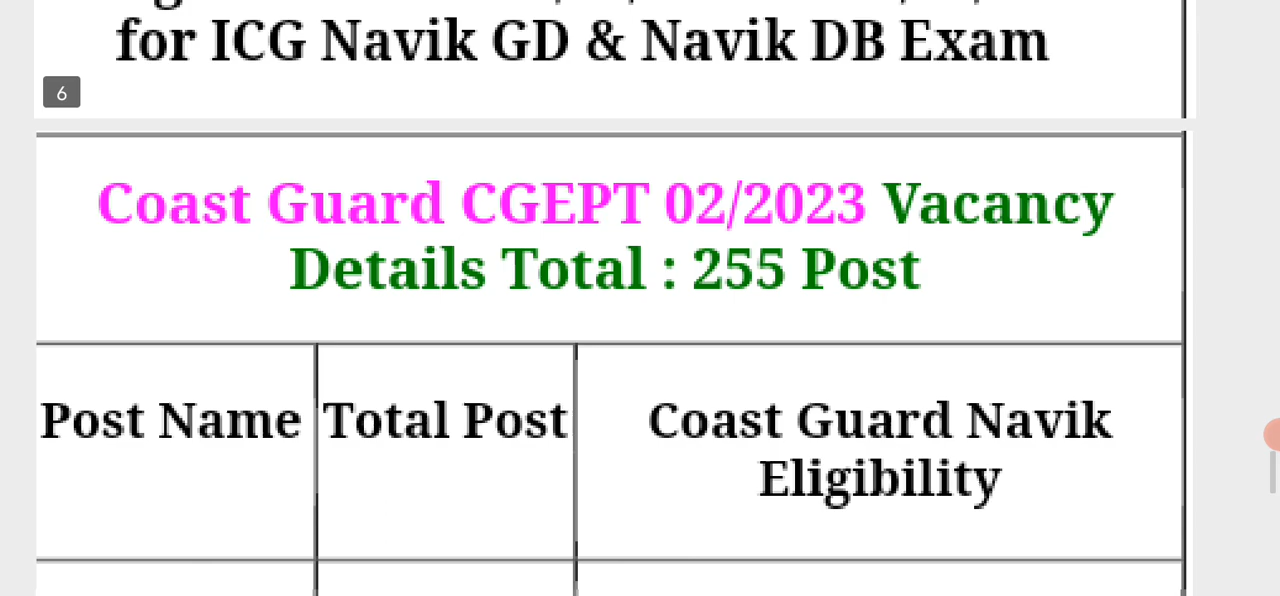 for ICG Navik GD & Navik DB Exam
6
Coast Guard CGEPT 02/2023 Vacancy
Details Total : 255 Post
Post Name Total Post Coast Guard Navik
Eligibility